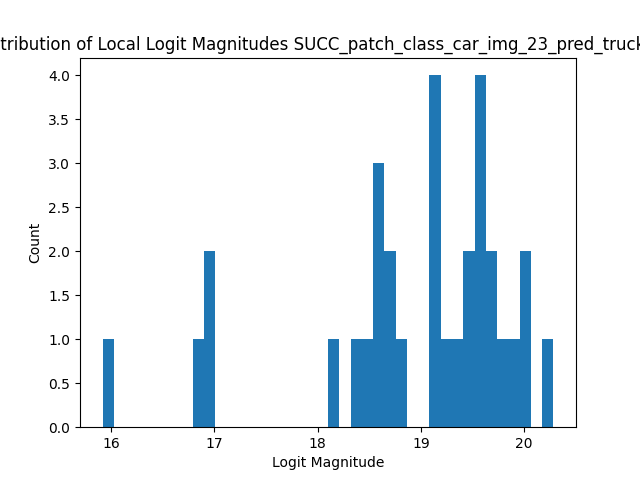 tribution of Local Logit Magnitudes SUCC_patch_class_car_img_23_pred_truck
4.0
3.5
3.0
2.5
2.0
1.5
1.0
0.5
0.0
Count
16 17 18 19 20
Logit Magnitude